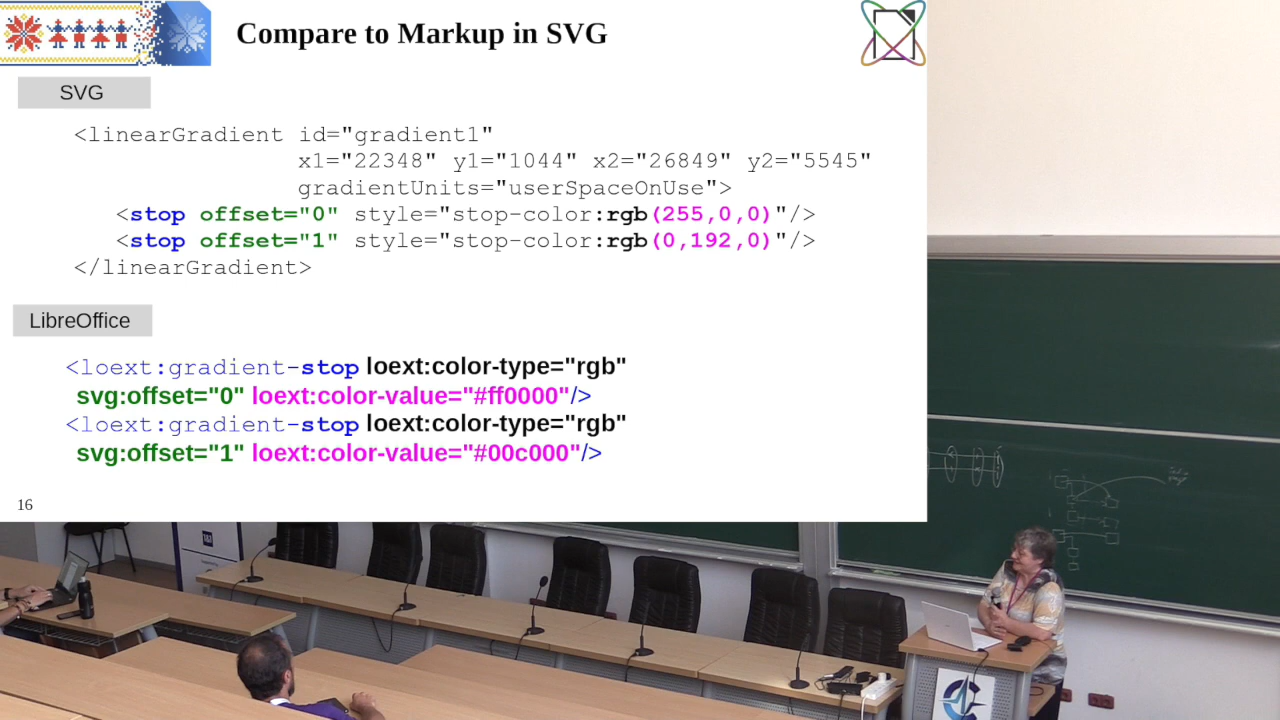 Compare to Markup in SVG
SVG
<linearGradient id="gradient1"
x1="22348" y1="1044" x2="26849" y2="5545"
gradientUnits="userSpaceOnUse">
<stop offset="0" style="stop-color:rgb(255,0,0)"/>
<stop offset="1" style="stop-color:rgb(0,192,0)"/>
</linearGradient>
LibreOffice
<loext:gradient-stop loext:color-type="rgb"
svg:offset="0" loext:color-value="#ff0000"/>
<loext:gradient-stop loext:color-type="rgb"
svg:offset="1" loext:color-value="#00c000"/>
16